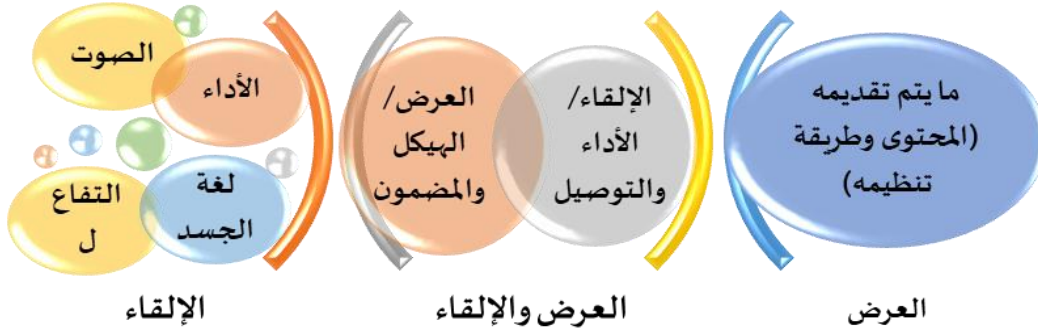 ما يتم تقديمه
(المحتوى وطريقة
تنظيمه)
العرض
الإلقاء/
الأداء
والتوصيل
العرض/
الهيكل
والمضمون
العرض والإلقاء
الصوت
الأداء
لغة
الجسد
التفاع
ل
الإلقاء